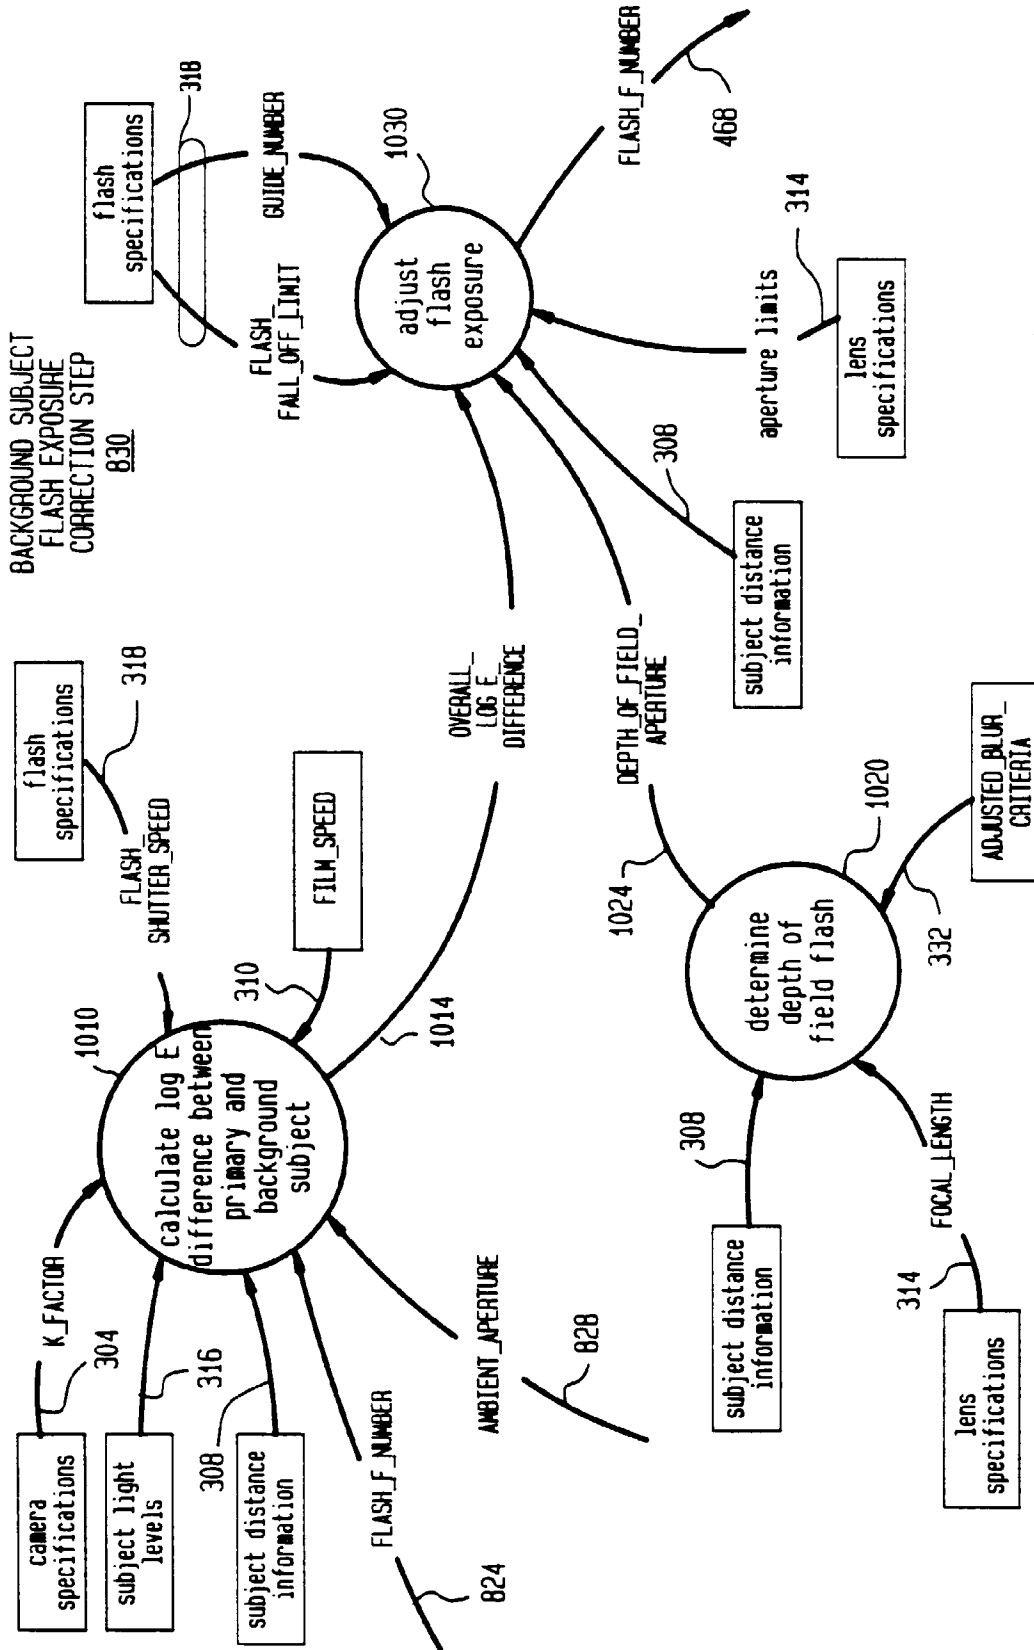 BACKGROUND SUBJECT
FLASH EXPOSURE
CORRECTION STEP
830
camera
specifications
304
K_FACTOR
subject light
levels
316
subject distance
information
308
FLASH_F_NUMBER
824
AMBIENT_APERTURE
828
1010
calculate log E
difference between
primary and
background
subject
flash
specifications
318
FLASH_
SHUTTER_SPEED
FILM_SPEED
310
1014
OVERALL_
LOG E_
DIFFERENCE
flash
specifications
318
FLASH_
FALL_OFF_LIMIT
GUIDE_NUMBER
1030
adjust
flash
exposure
FLASH_F_NUMBER
468
aperture limits
314
lens
specifications
308
subject distance
information
DEPTH_OF_FIELD_
APERTURE
1024
1020
determine
depth of
field flash
332
ADJUSTED_BLUR_
CRITERIA
308
subject distance
information
FOCAL_LENGTH
314
lens
specifications